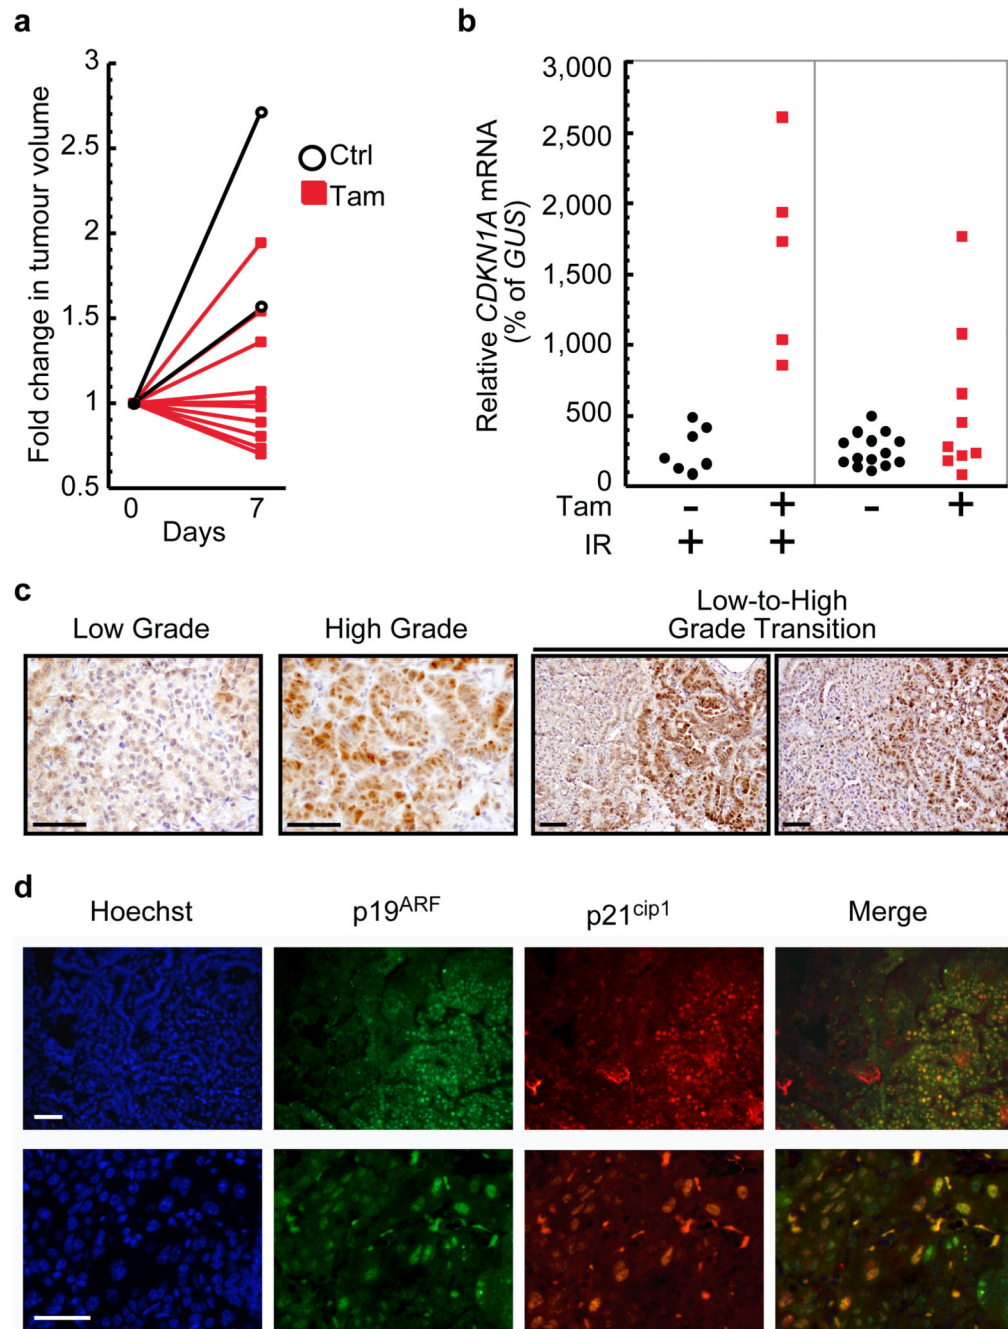 a
Fold change in tumour volume
3
2.5
2
1.5
1
0.5
0
7
Days
Ctrl
Tam
b
Relative CDKN1A mRNA
(% of GUS)
3,000
2,500
2,000
1,500
1,000
500
0
Tam - + - +
IR + +
c
Low Grade
High Grade
Low-to-High
Grade Transition
d
Hoechst
p19ARF
p21cip1
Merge